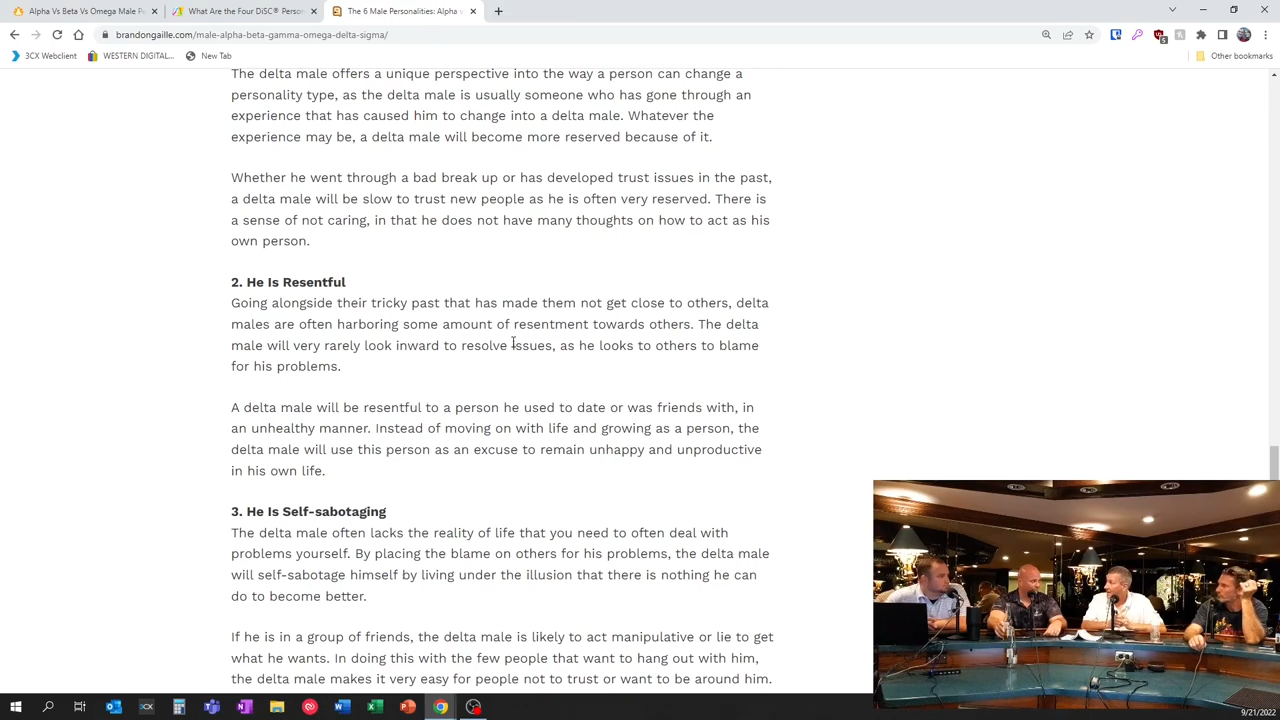 Alpha Vs Beta Vs Omega Male Pe
What Are the Four DiSC® Person
The 6 Male Personalities: Alpha v
brandongaille.com/male-alpha-beta-gamma-omega-delta-sigma/
3CX Webclient
WESTERN DIGITAL...
New Tab
Other bookmarks
The delta male offers a unique perspective into the way a person can change a
personality type, as the delta male is usually someone who has gone through an
experience that has caused him to change into a delta male. Whatever the
experience may be, a delta male will become more reserved because of it.
Whether he went through a bad break up or has developed trust issues in the past,
a delta male will be slow to trust new people as he is often very reserved. There is
a sense of not caring, in that he does not have many thoughts on how to act as his
own person.
2. He Is Resentful
Going alongside their tricky past that has made them not get close to others, delta
males are often harboring some amount of resentment towards others. The delta
male will very rarely look inward to resolve issues, as he looks to others to blame
for his problems.
A delta male will be resentful to a person he used to date or was friends with, in
an unhealthy manner. Instead of moving on with life and growing as a person, the
delta male will use this person as an excuse to remain unhappy and unproductive
in his own life.
3. He Is Self-sabotaging
The delta male often lacks the reality of life that you need to often deal with
problems yourself. By placing the blame on others for his problems, the delta male
will self-sabotage himself by living under the illusion that there is nothing he can
do to become better.
If he is in a group of friends, the delta male is likely to act manipulative or lie to get
what he wants. In doing this with the few people that want to hang out with him,
the delta male makes it very easy for people not to trust or want to be around him.
9/21/2022